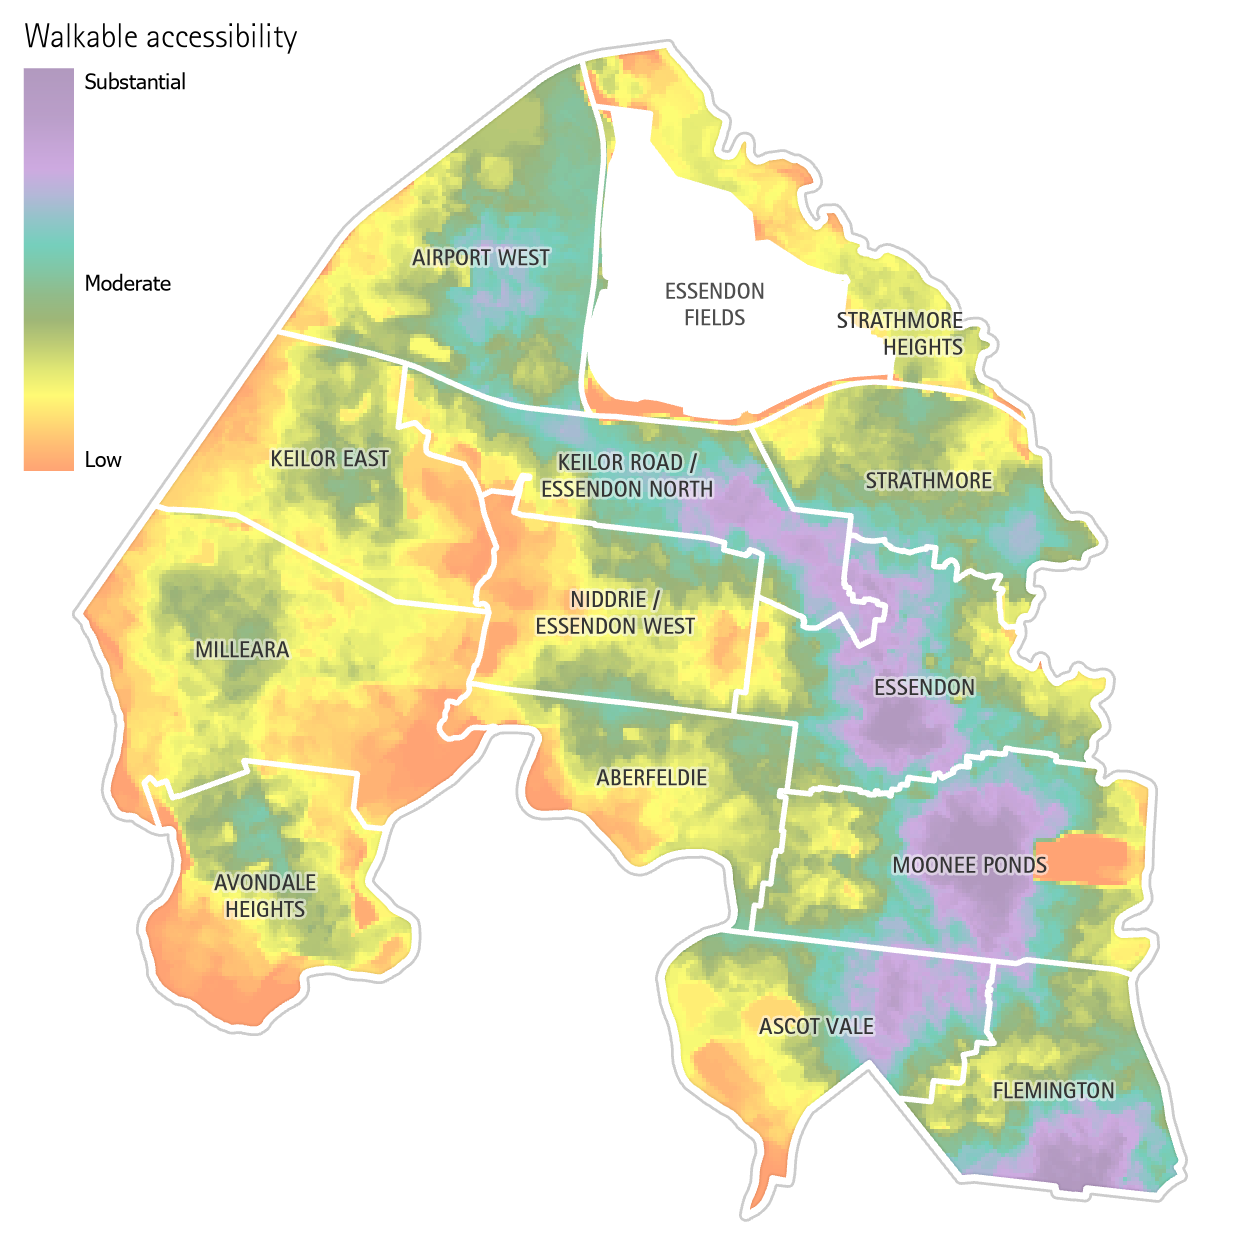 Walkable accessibility
Substantial
Moderate
Low
AIRPORT WEST
ESSENDON
FIELDS
STRATHMORE
HEIGHTS
KEILOR EAST
KEILOR ROAD /
ESSENDON NORTH
STRATHMORE
NIDDRIE /
ESSENDON WEST
MILLEARA
ESSENDON
ABERFELDIE
AVONDALE
HEIGHTS
MOONEE PONDS
ASCOT VALE
FLEMINGTON